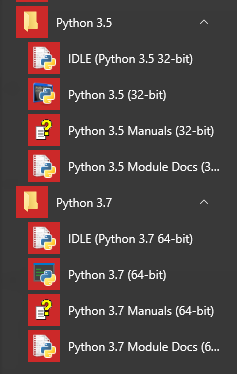 Python 3.5
IDLE (Python 3.5 32-bit)
Python 3.5 (32-bit)
Python 3.5 Manuals (32-bit)
Python 3.5 Module Docs (3...
Python 3.7
IDLE (Python 3.7 64-bit)
Python 3.7 (64-bit)
Python 3.7 Manuals (64-bit)
Python 3.7 Module Docs (6...